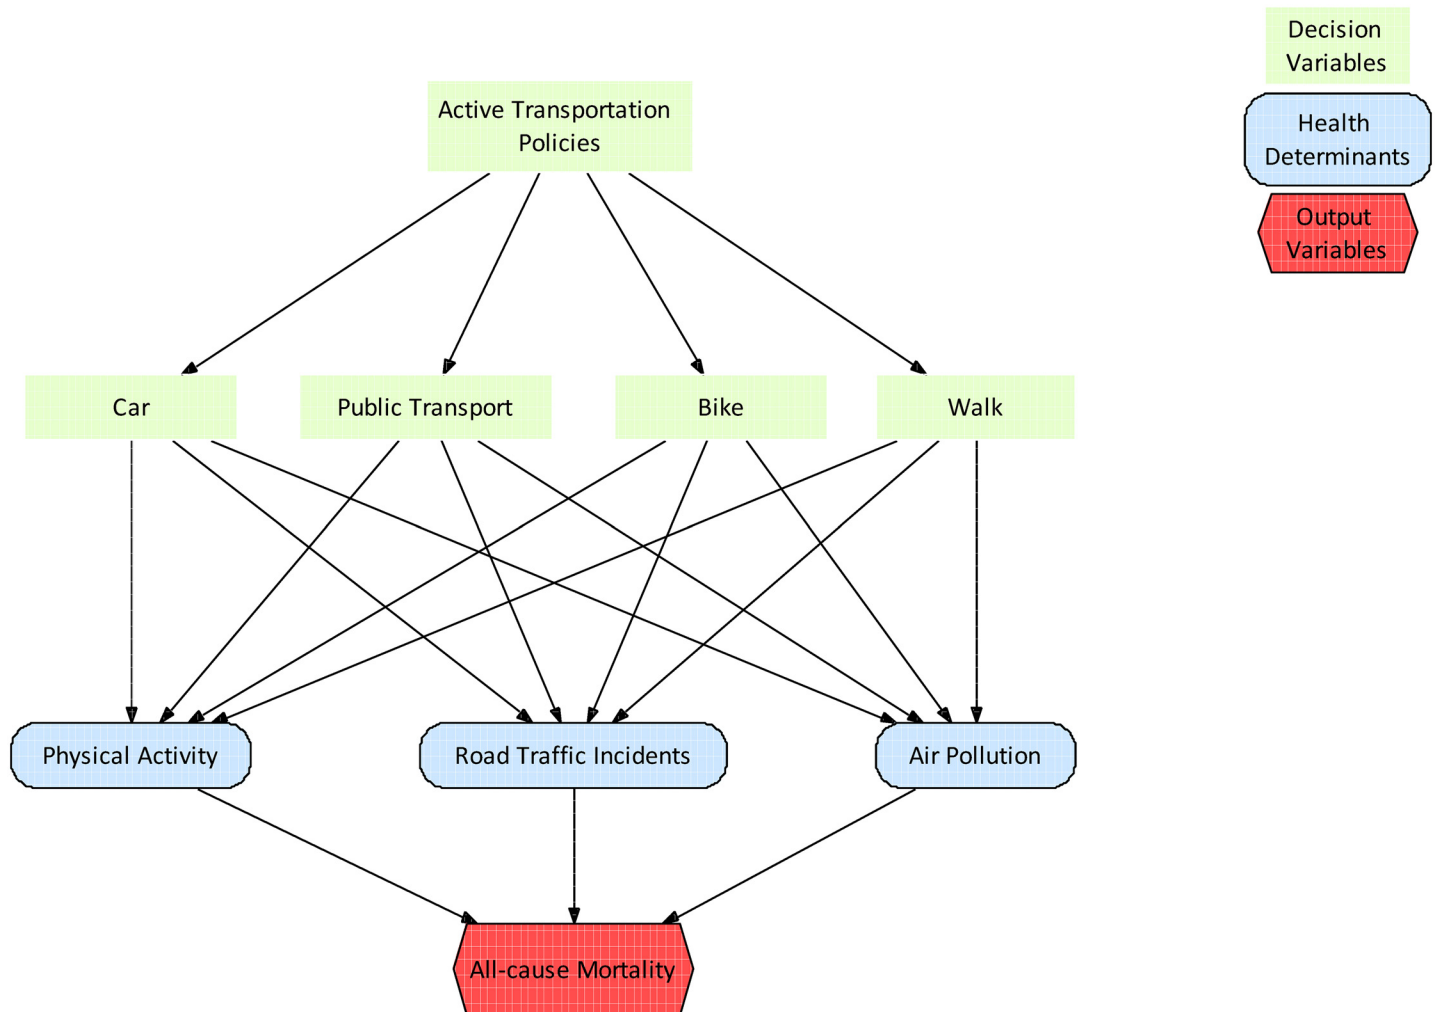 Decision
Variables
Health
Determinants
Output
Variables
Active Transportation
Policies
Car
Public Transport
Bike
Walk
Physical Activity
Road Traffic Incidents
Air Pollution
All-cause Mortality